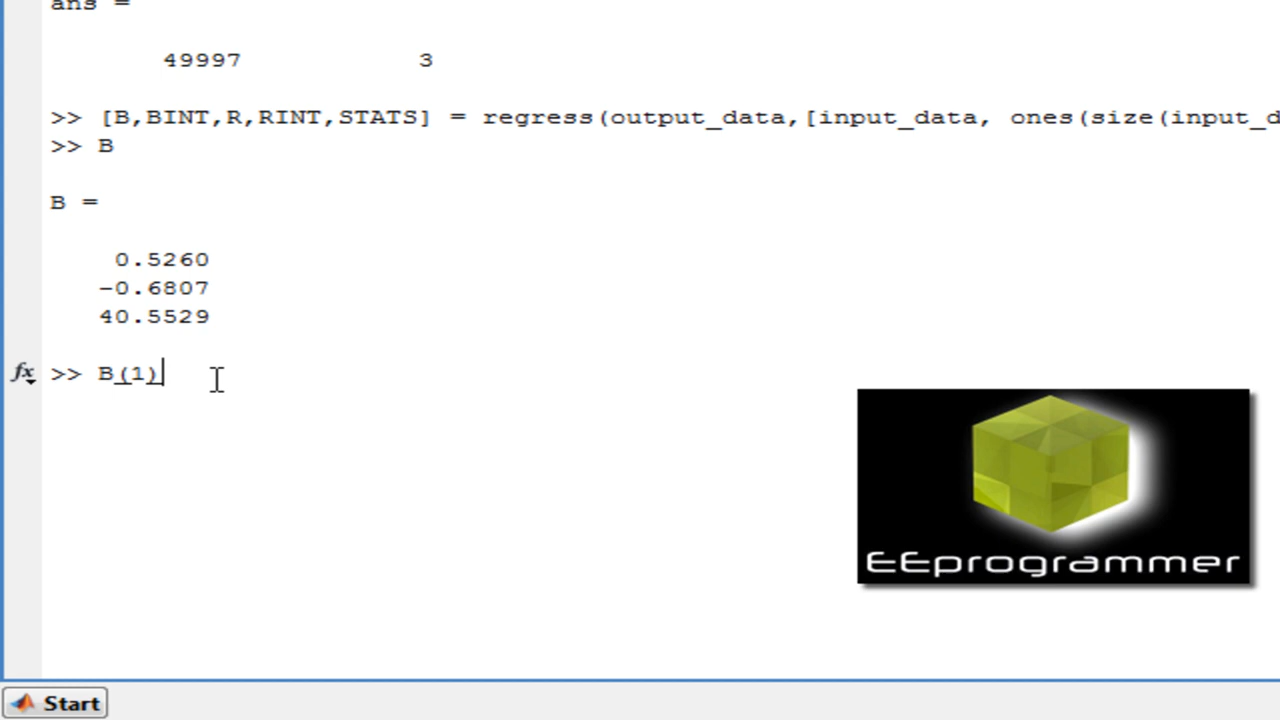 ans =
49997 3
>> [B,BINT,R,RINT,STATS] = regress(output_data,[input_data, ones(size(input_d
>> B
B =
0.5260
-0.6807
40.5529
fx >> B(1)
EEprogrammer
Start